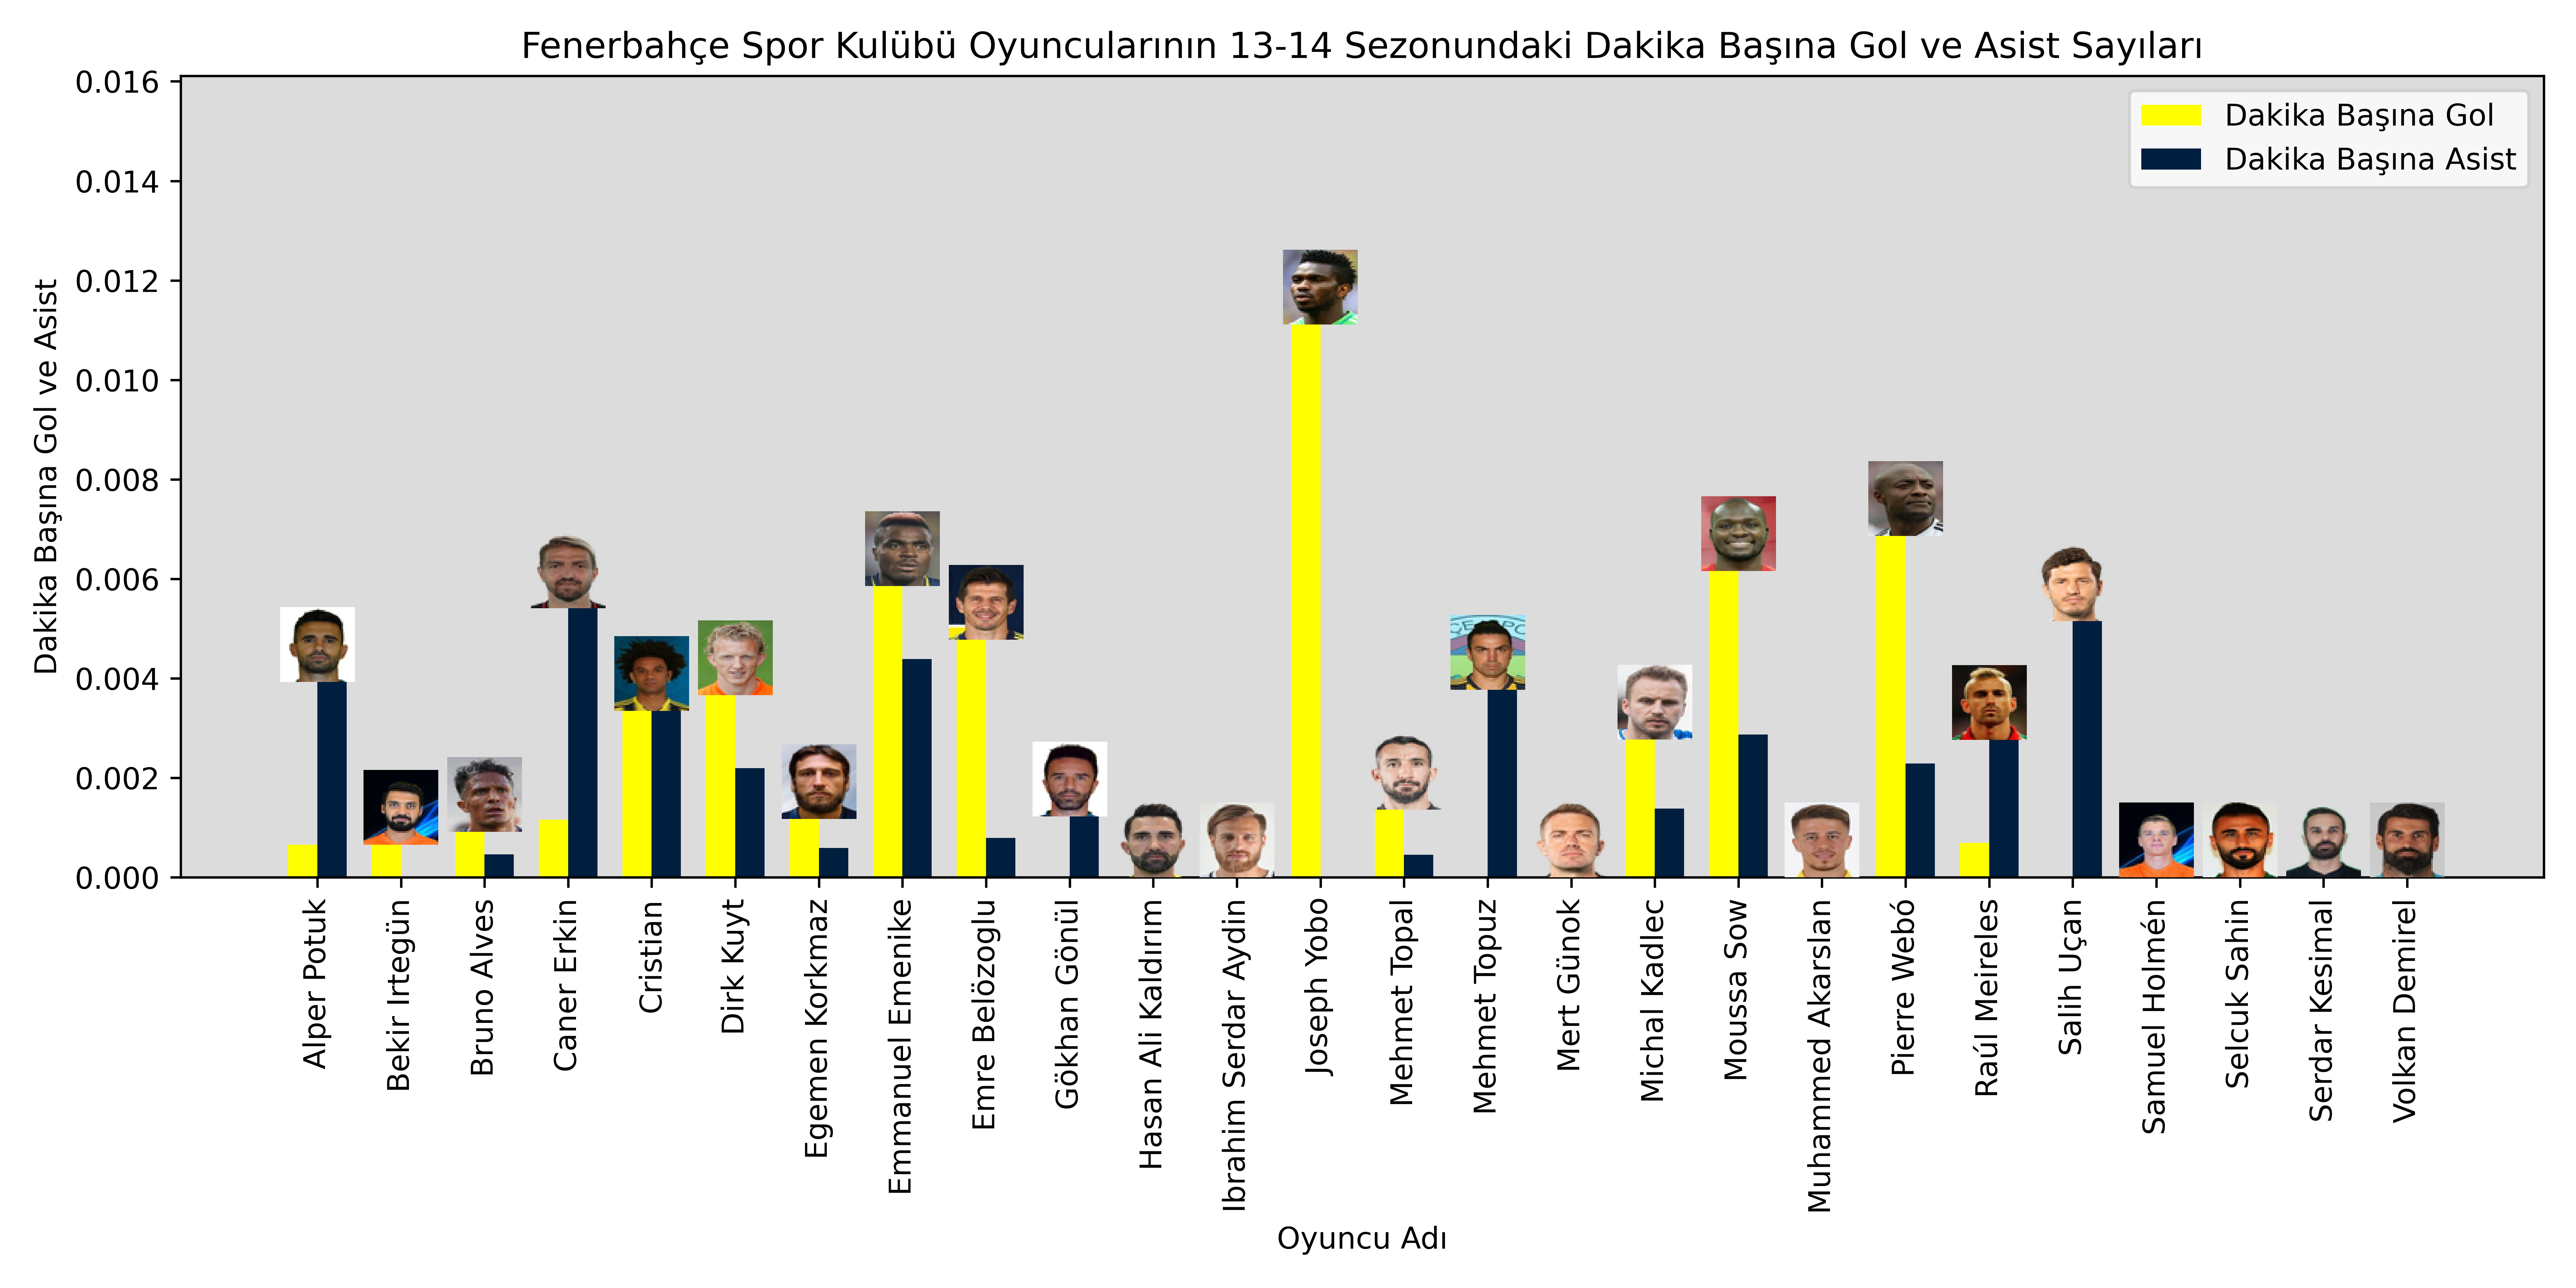 Fenerbahçe Spor Kulübü Oyuncularının 13-14 Sezonundaki Dakika Başına Gol ve Asist Sayıları
Dakika Başına Gol
Dakika Başına Asist
Dakika Başına Gol ve Asist
0.016
0.014
0.012
0.010
0.008
0.006
0.004
0.002
0.000
Alper Potuk
Bekir Irtegün
Bruno Alves
Caner Erkin
Cristian
Dirk Kuyt
Egemen Korkmaz
Emmanuel Emenike
Emre Belözoglu
Gökhan Gönül
Hasan Ali Kaldırım
Ibrahim Serdar Aydin
Joseph Yobo
Mehmet Topal
Mehmet Topuz
Mert Günok
Michal Kadlec
Moussa Sow
Muhammed Akarslan
Pierre Webó
Raúl Meireles
Salih Uçan
Samuel Holmén
Selcuk Sahin
Serdar Kesimal
Volkan Demirel
Oyuncu Adı